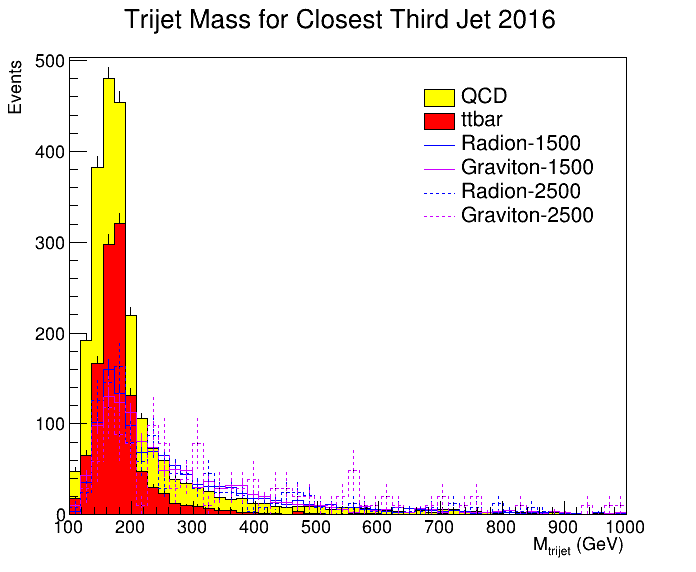 Trijet Mass for Closest Third Jet 2016
Events
500
400
300
200
100
0
QCD
ttbar
Radion-1500
Graviton-1500
Radion-2500
Graviton-2500
100 200 300 400 500 600 700 800 900 1000
M_trijet (GeV)